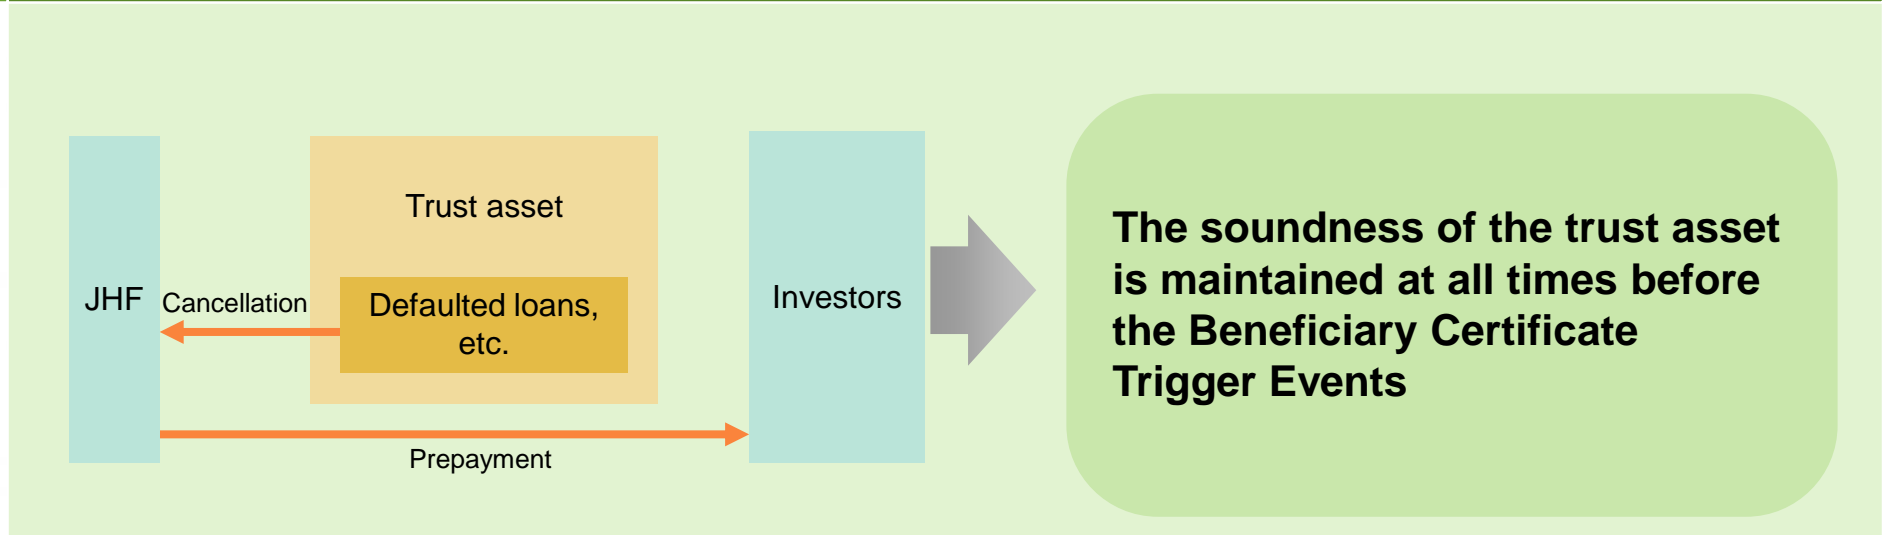 JHF
Cancellation
Trust asset
Defaulted loans,
etc.
Prepayment
Investors
The soundness of the trust asset
is maintained at all times before
the Beneficiary Certificate
Trigger Events